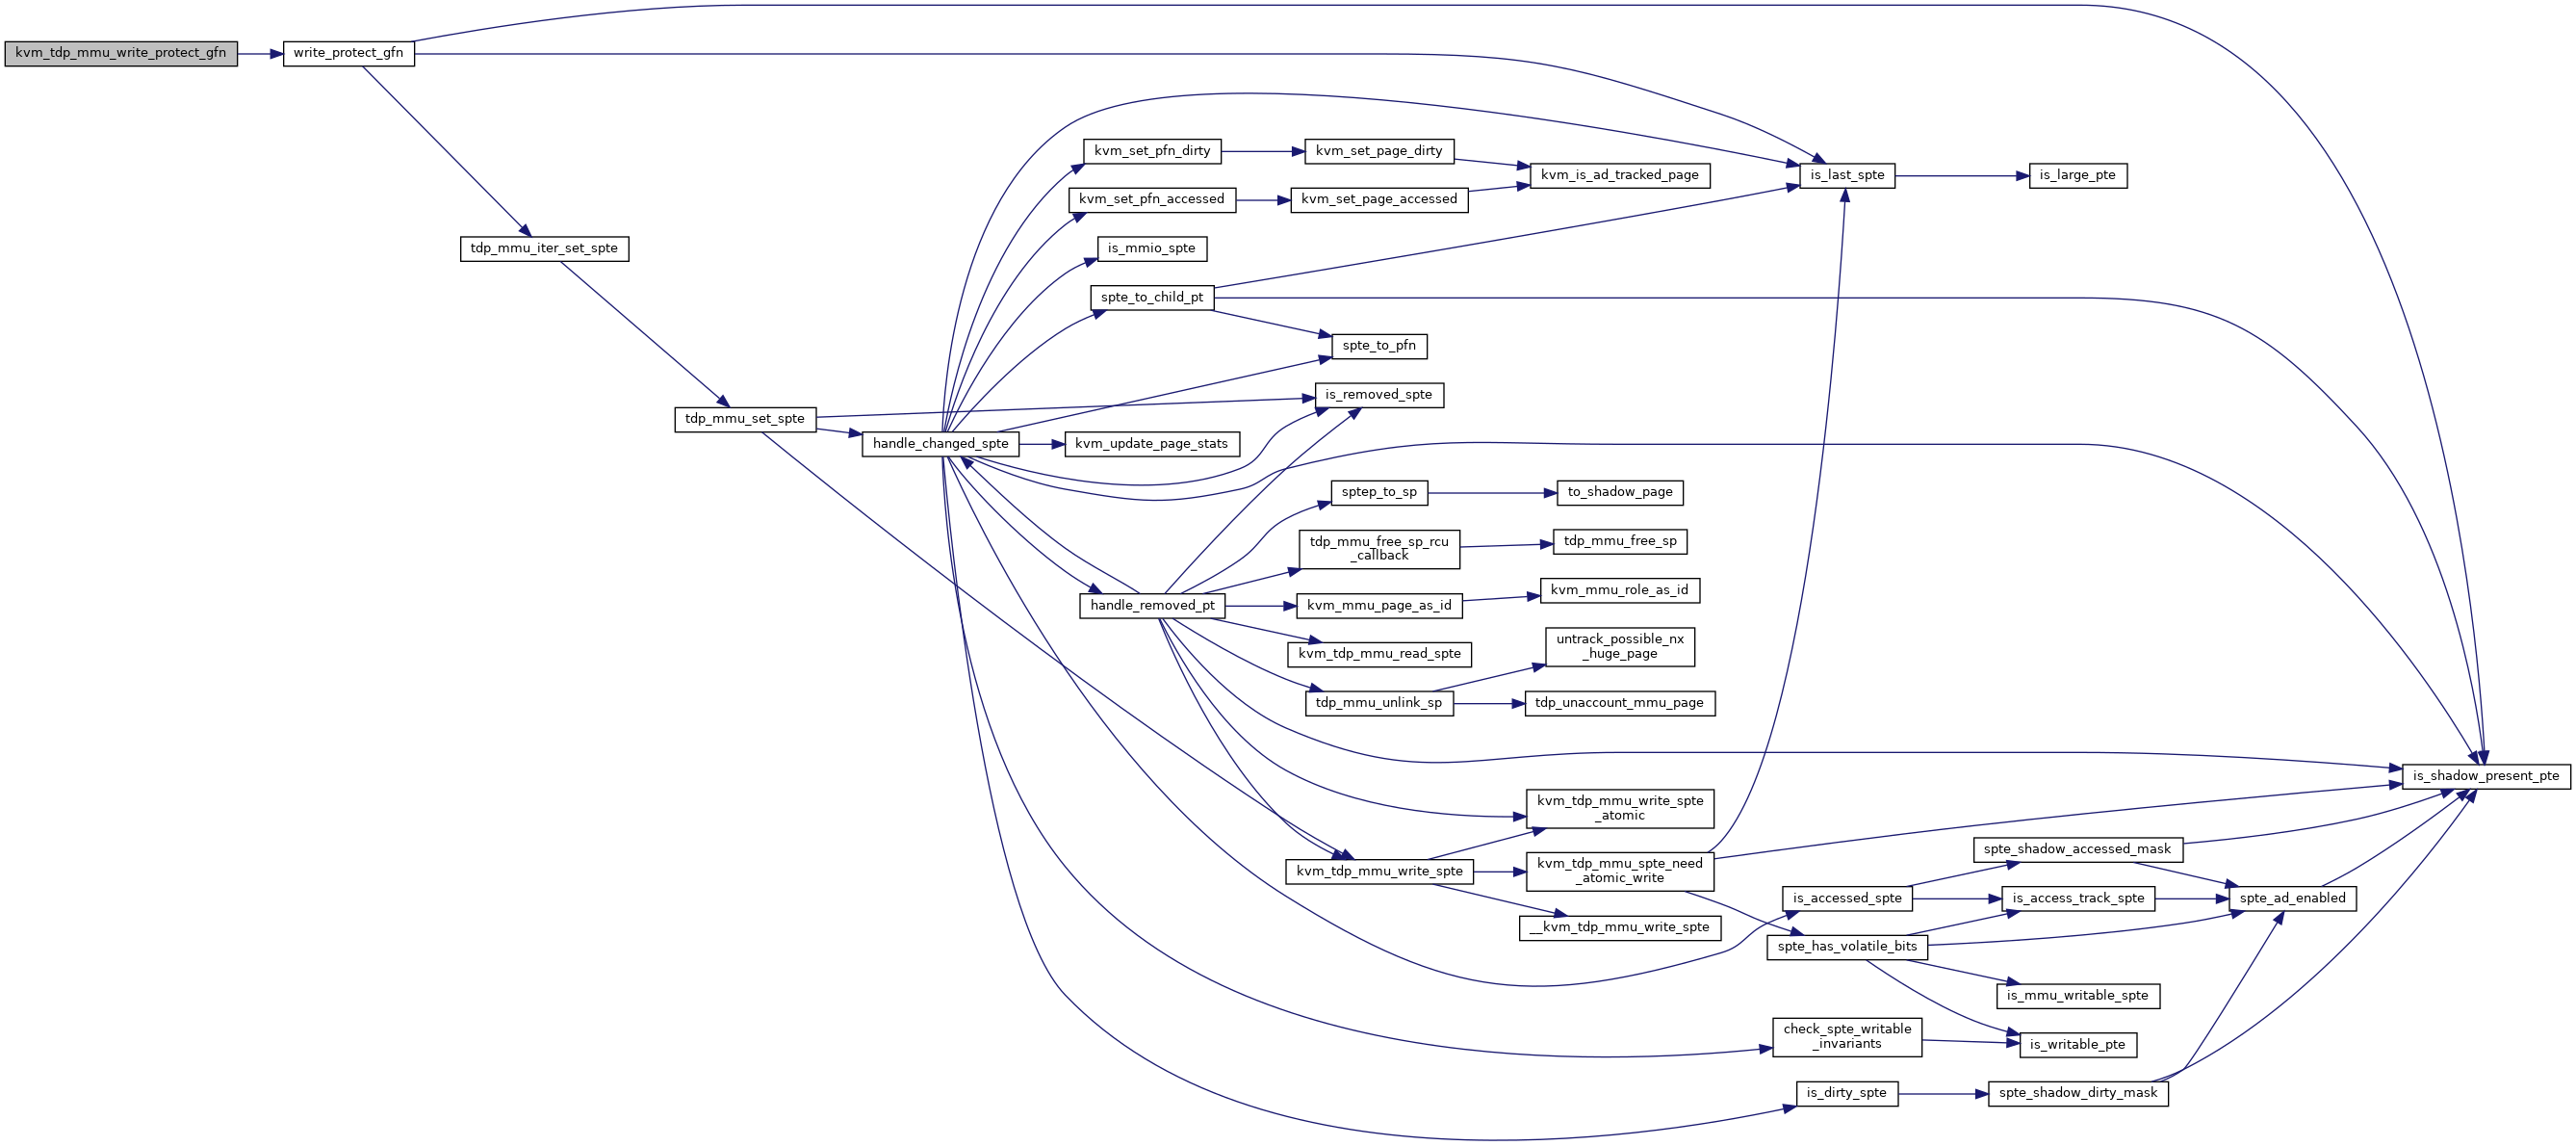 kvm_tdp_mmu_write_protect_gfn
write_protect_gfn
tdp_mmu_iter_set_spte
tdp_mmu_set_spte
handle_changed_spte
kvm_set_pfn_dirty
kvm_set_pfn_accessed
is_mmio_spte
spte_to_child_pt
kvm_update_page_stats
handle_removed_pt
kvm_set_page_dirty
kvm_set_page_accessed
spte_to_pfn
is_removed_spte
sptep_to_sp
tdp_mmu_free_sp_rcu
_callback
kvm_mmu_page_as_id
kvm_tdp_mmu_read_spte
tdp_mmu_unlink_sp
kvm_tdp_mmu_write_spte
kvm_is_ad_tracked_page
to_shadow_page
tdp_mmu_free_sp
kvm_mmu_role_as_id
untrack_possible_nx
_huge_page
tdp_unaccount_mmu_page
kvm_tdp_mmu_write_spte
_atomic
kvm_tdp_mmu_spte_need
_atomic_write
__kvm_tdp_mmu_write_spte
is_last_spte
is_accessed_spte
spte_has_volatile_bits
check_spte_writable
_invariants
is_dirty_spte
is_large_pte
spte_shadow_accessed_mask
is_access_track_spte
is_mmu_writable_spte
is_writable_pte
spte_shadow_dirty_mask
spte_ad_enabled
is_shadow_present_pte